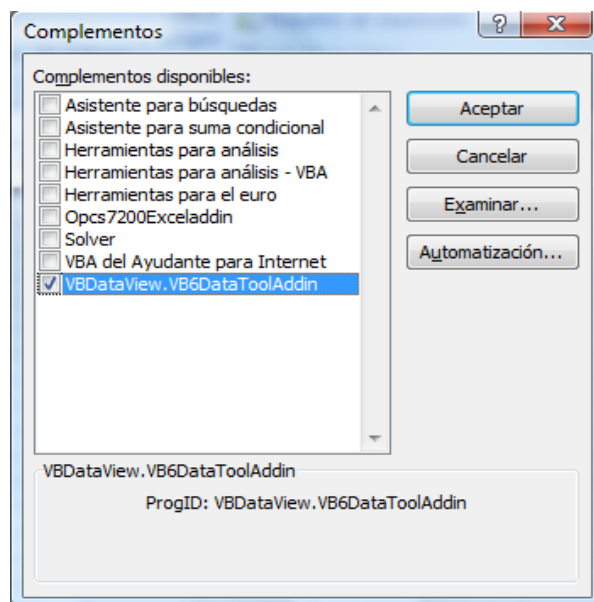 Complementos
Complementos disponibles:
Asistente para búsquedas
Asistente para suma condicional
Herramientas para análisis
Herramientas para análisis - VBA
Herramientas para el euro
Opcs7200Exceladdin
Solver
VBA del Ayudante para Internet
VBDataView.VB6DataToolAddin
Aceptar
Cancelar
Examinar...
Automatización...
VBDataView.VB6DataToolAddin
ProgID: VBDataView.VB6DataToolAddin